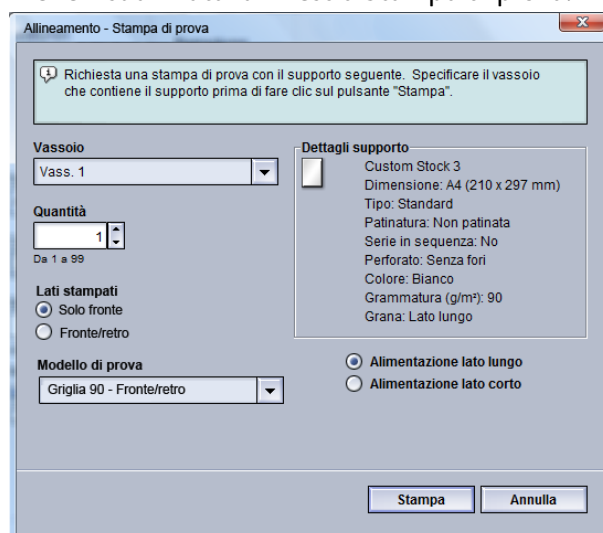 Allineamento - Stampa di prova
Richiesta una stampa di prova con il supporto seguente. Specificare il vassoio
che contiene il supporto prima di fare clic sul pulsante "Stampa".
Vassoio
Vass. 1
Quantità
1
Da 1 a 99
Lati stampati
Solo fronte
Fronte/retro
Modello di prova
Griglia 90 - Fronte/retro
Dettagli supporto
Custom Stock 3
Dimensione: A4 (210 x 297 mm)
Tipo: Standard
Patinatura: Non patinata
Serie in sequenza: No
Perforato: Senza fori
Colore: Bianco
Grammatura (g/m²): 90
Grana: Lato lungo
Alimentazione lato lungo
Alimentazione lato corto
Stampa
Annulla